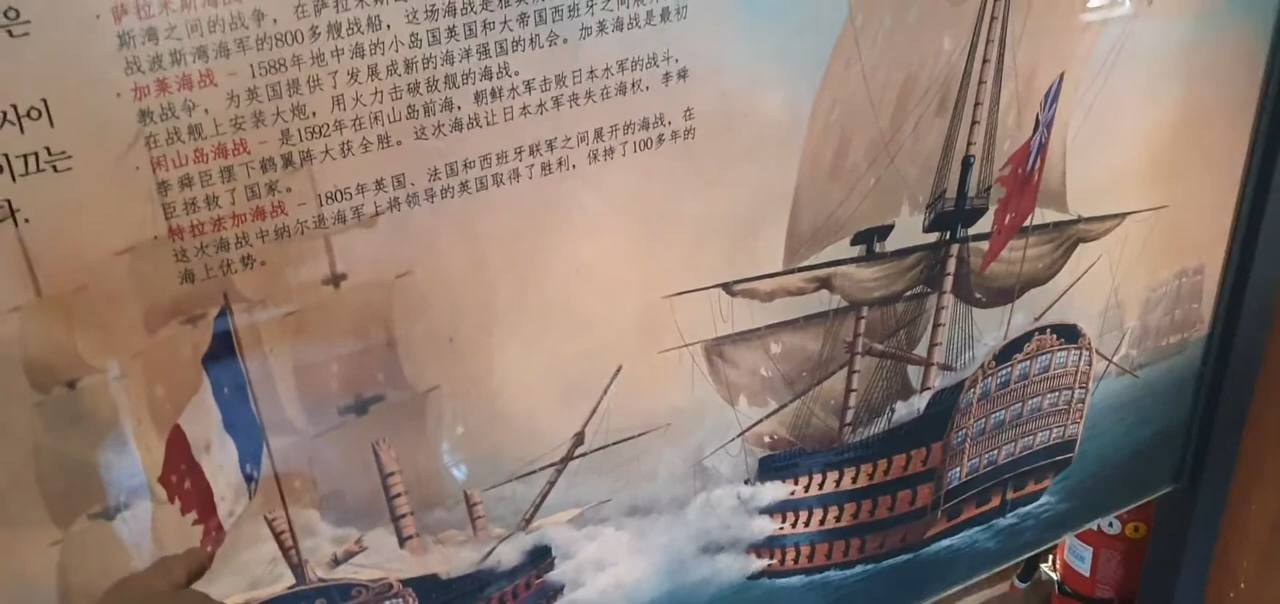 은
사이
이끄는
다.
· 萨拉米斯海战
斯湾之间的战争，在萨拉米斯
战波斯湾海军的800多艘战船，这场海战是雅典
· 加莱海战 - 1588年地中海的小岛国英国和大帝国西班牙之间展开
教战争，为英国提供了发展成新的海洋强国的机会。加莱海战是最初
在战舰上安装大炮，用火力击破敌舰的海战。
· 闲山岛海战 - 是1592年在闲山岛前海，朝鲜水军击败日本水军的战斗，
李舜臣摆下鹤翼阵大获全胜。这次海战让日本水军丧失在海权，李舜
臣拯救了国家。
· 特拉法加海战 - 1805年英国、法国和西班牙联军之间展开的海战，在
这次海战中纳尔逊海军上将领导的英国取得了胜利，保持了100多年的
海上优势。